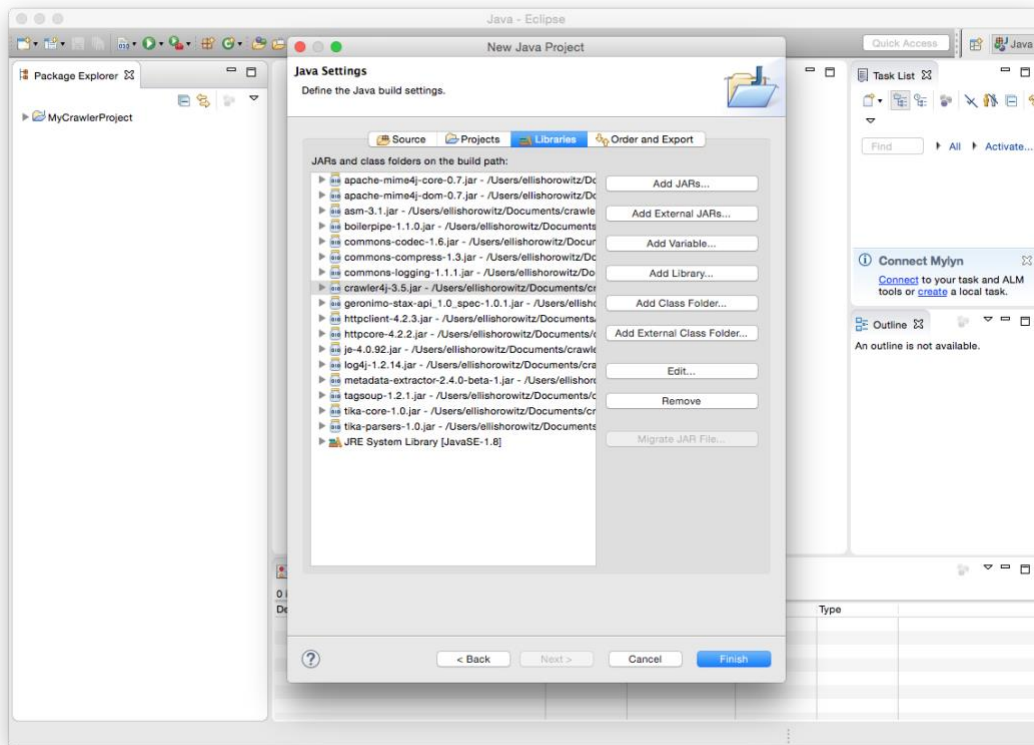 Java - Eclipse
Quick Access
Java
New Java Project
Package Explorer
MyCrawlerProject
Java Settings
Define the Java build settings.
Source Projects Libraries Order and Export
JARs and class folders on the build path:
apache-mime4j-core-0.7.jar - /Users/ellishorowitz/Do
apache-mime4j-dom-0.7.jar - /Users/ellishorowitz/Do
asm-3.1.jar - /Users/ellishorowitz/Documents/crawle
boilerpipe-1.1.0.jar - /Users/ellishorowitz/Documents
commons-codec-1.6.jar - /Users/ellishorowitz/Docur
commons-compress-1.3.jar - /Users/ellishorowitz/Dc
commons-logging-1.1.1.jar - /Users/ellishorowitz/Do
crawler4j-3.5.jar - /Users/ellishorowitz/Documents/cr
geronimo-stax-api_1.0_spec-1.0.1.jar - /Users/ellisho
httpclient-4.2.3.jar - /Users/ellishorowitz/Documents.
httpcore-4.2.2.jar - /Users/ellishorowitz/Documents/c
je-4.0.92.jar - /Users/ellishorowitz/Documents/crawle
log4j-1.2.14.jar - /Users/ellishorowitz/Documents/cra
metadata-extractor-2.4.0-beta-1.jar - /Users/ellishoro
tagsoup-1.2.1.jar - /Users/ellishorowitz/Documents/c
tika-core-1.0.jar - /Users/ellishorowitz/Documents/cr
tika-parsers-1.0.jar - /Users/ellishorowitz/Documents
JRE System Library [JavaSE-1.8]
Add JARs...
Add External JARs...
Add Variable...
Add Library...
Add Class Folder...
Add External Class Folder...
Edit...
Remove
Migrate JAR File...
< Back
Next >
Cancel
Finish
Task List
Find
All
Activate...
Connect Mylyn
Connect to your task and ALM
tools or create a local task.
Outline
An outline is not available.
0 i
De
Type